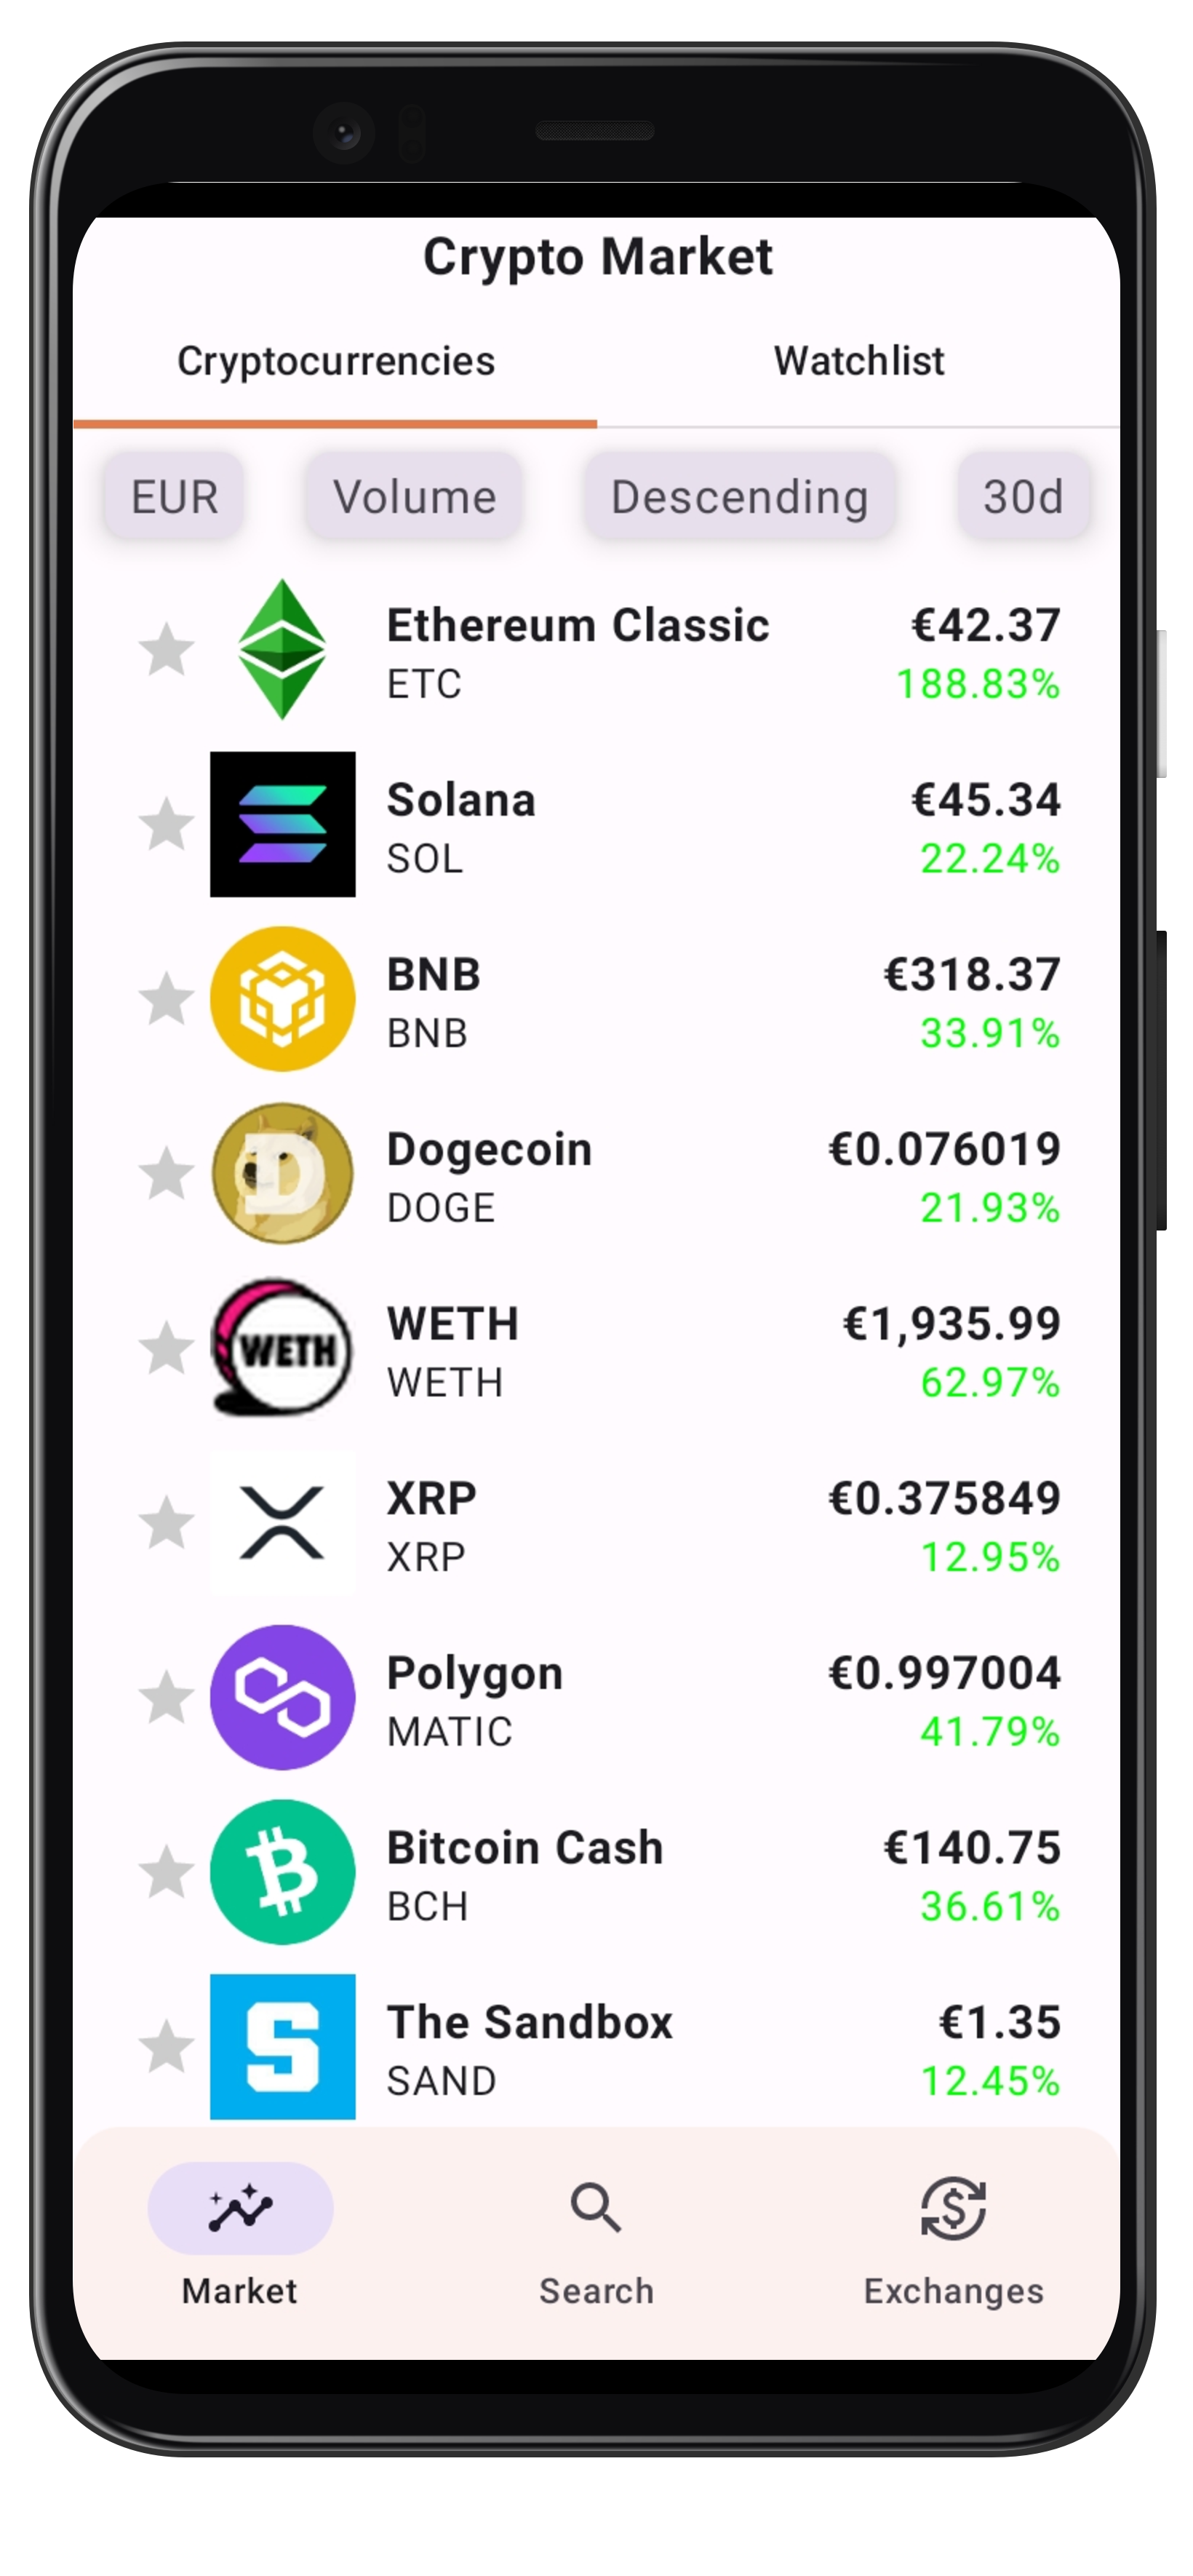 Crypto Market
Cryptocurrencies Watchlist
EUR Volume Descending 30d
Ethereum Classic €42.37
ETC 188.83%
Solana €45.34
SOL 22.24%
BNB €318.37
BNB 33.91%
Dogecoin €0.076019
DOGE 21.93%
WETH
WETH €1,935.99
WETH 62.97%
XRP €0.375849
XRP 12.95%
Polygon €0.997004
MATIC 41.79%
Bitcoin Cash €140.75
BCH 36.61%
The Sandbox €1.35
SAND 12.45%
Market Search Exchanges